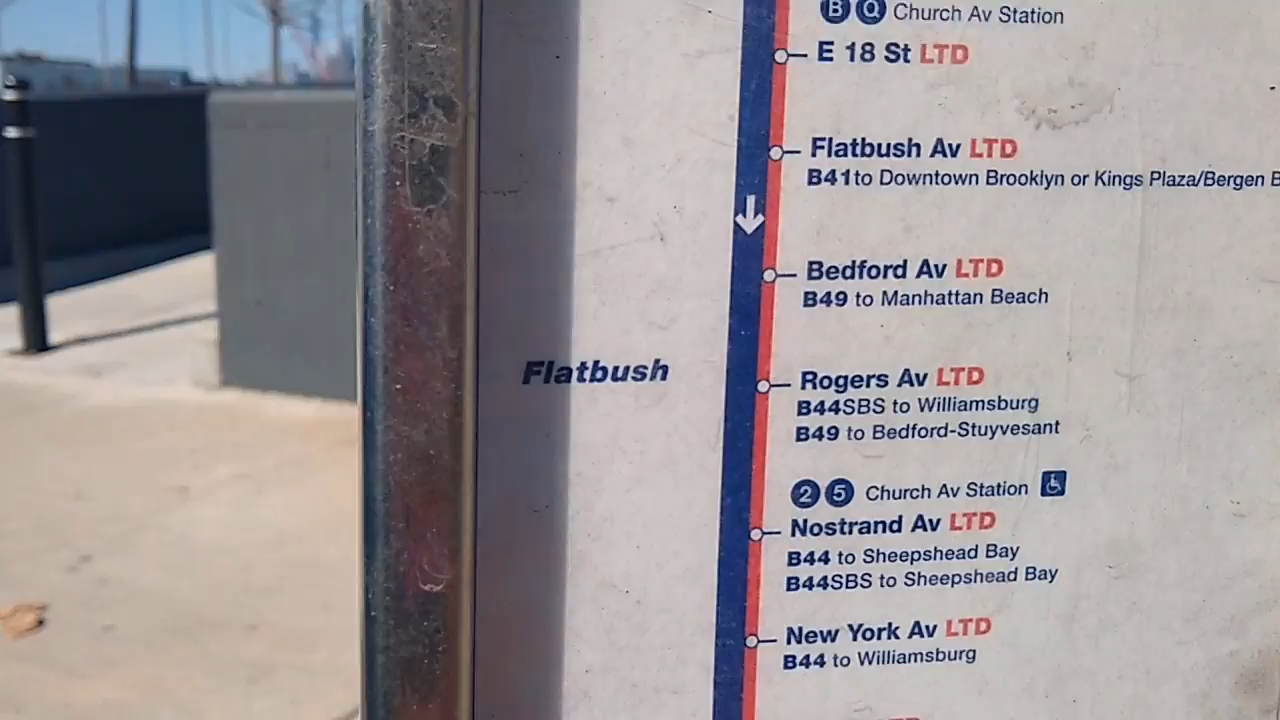 B Q Church Av Station
E 18 St LTD
Flatbush Av LTD
B41 to Downtown Brooklyn or Kings Plaza/Bergen
Bedford Av LTD
B49 to Manhattan Beach
Flatbush
Rogers Av LTD
B44SBS to Williamsburg
B49 to Bedford-Stuyvesant
2 5 Church Av Station
Nostrand Av LTD
B44 to Sheepshead Bay
B44SBS to Sheepshead Bay
New York Av LTD
B44 to Williamsburg